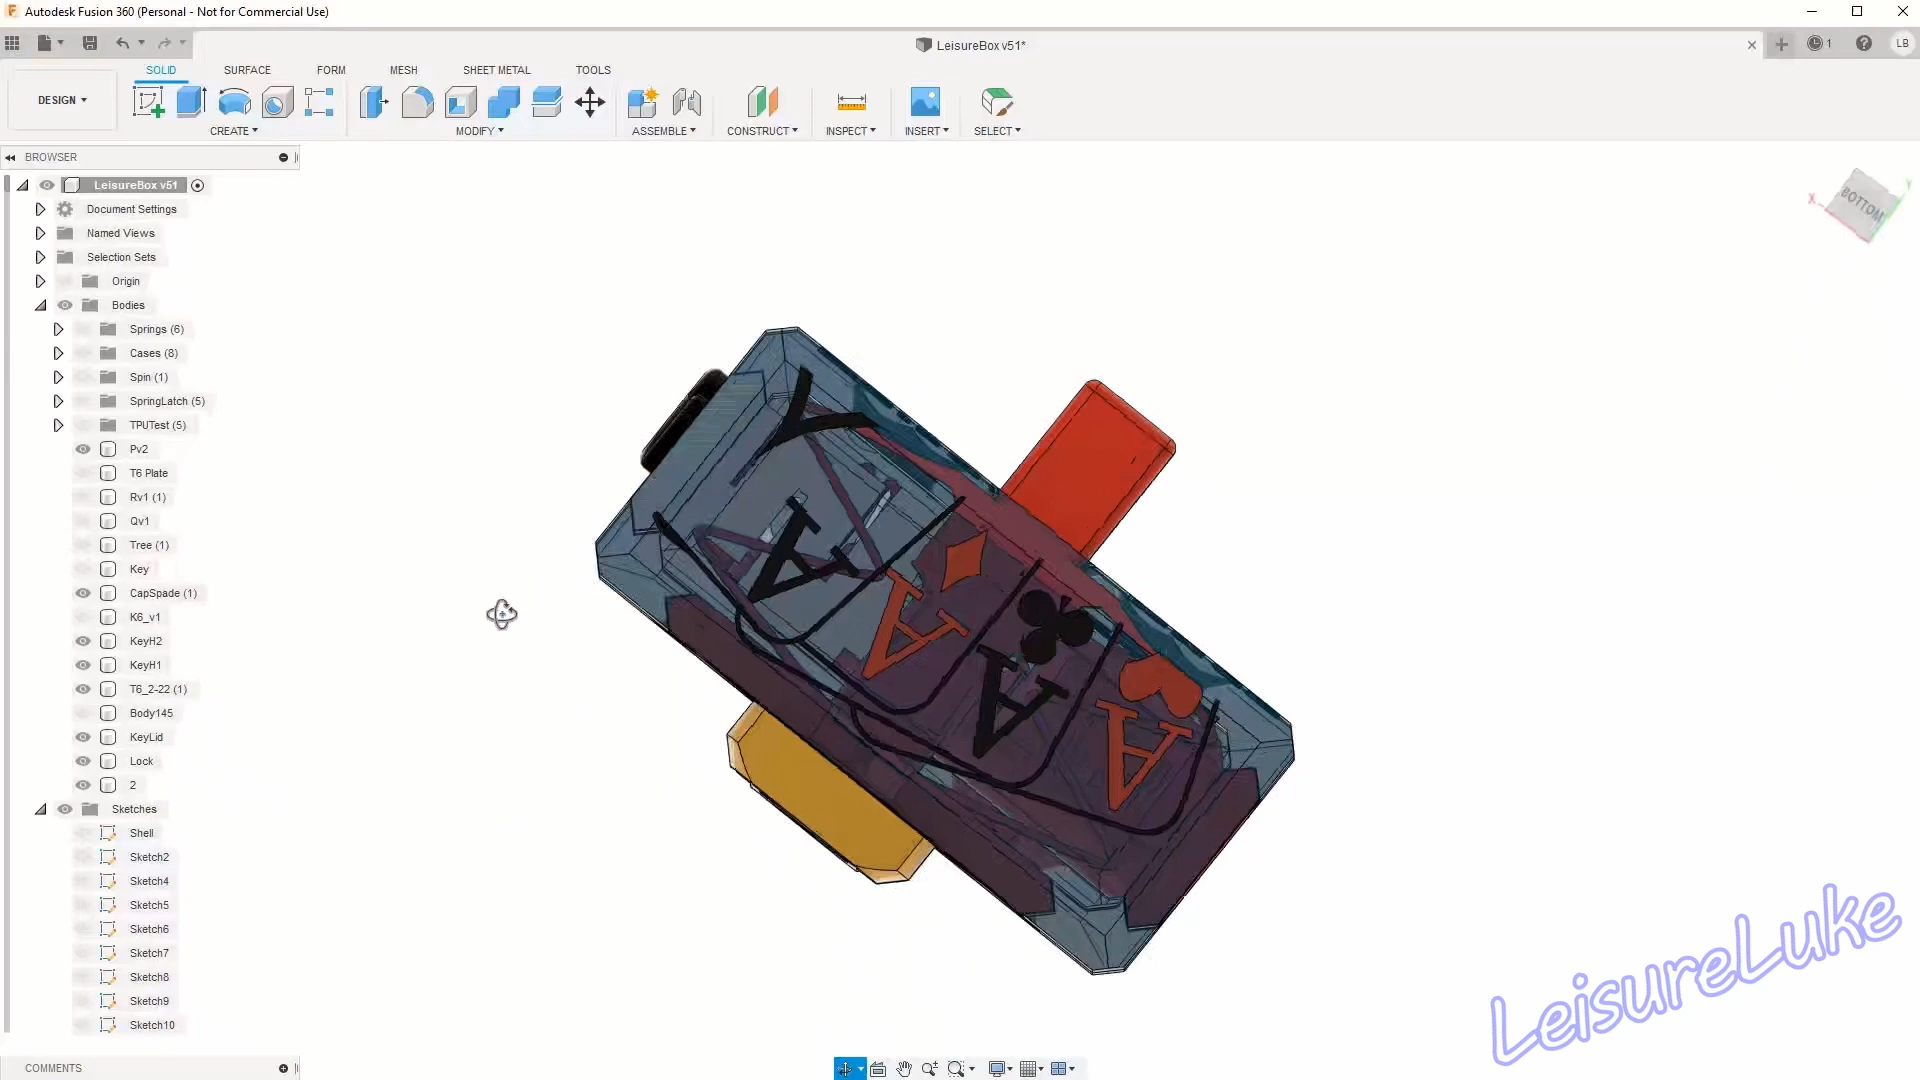 Autodesk Fusion 360 (Personal - Not for Commercial Use)
LeisureBox v51*
1
LB
DESIGN
SOLID
SURFACE
FORM
MESH
SHEET METAL
TOOLS
CREATE
MODIFY
ASSEMBLE
CONSTRUCT
INSPECT
INSERT
SELECT
BROWSER
LeisureBox v51
Document Settings
Named Views
Selection Sets
Origin
Bodies
Springs (6)
Cases (8)
Spin (1)
SpringLatch (5)
TPUTest (5)
Pv2
T6 Plate
Rv1 (1)
Qv1
Tree (1)
Key
CapSpade (1)
K6_v1
KeyH2
KeyH1
T6_2-22 (1)
Body145
KeyLid
Lock
2
Sketches
Shell
Sketch2
Sketch4
Sketch5
Sketch6
Sketch7
Sketch8
Sketch9
Sketch10
COMMENTS
X
Y
BOTTOM
A
A
A
A
LeisureLuke